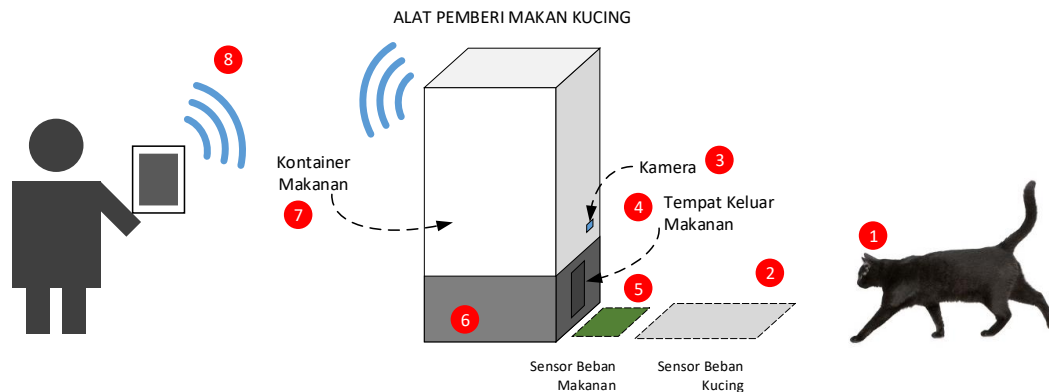 ALAT PEMBERI MAKAN KUCING
8
Kontainer
Makanan
7
Kamera
3
4
Tempat Keluar
Makanan
1
2
5
6
Sensor Beban
Makanan
Sensor Beban
Kucing